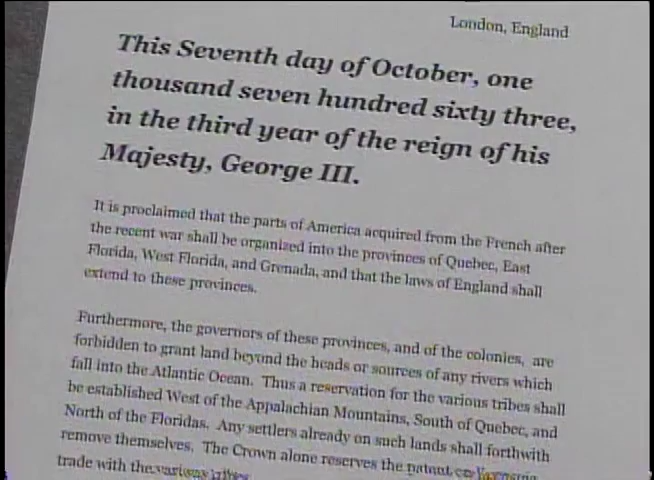 London, England
This Seventh day of October, one
thousand seven hundred sixty three,
in the third year of the reign of his
Majesty, George III.
It is proclaimed that the parts of America acquired from the French after
the recent war shall be organized into the provinces of Quebec, East
Florida, West Florida, and Grenada, and that the laws of England shall
extend to these provinces.
Furthermore, the governors of these provinces, and of the colonies, are
forbidden to grant land beyond the heads or sources of any rivers which
fall into the Atlantic Ocean. Thus a reservation for the various tribes shall
be established West of the Appalachian Mountains, South of Quebec, and
North of the Floridas. Any settlers already on such lands shall forthwith
remove themselves. The Crown alone reserves the patent
trade with the various tribes